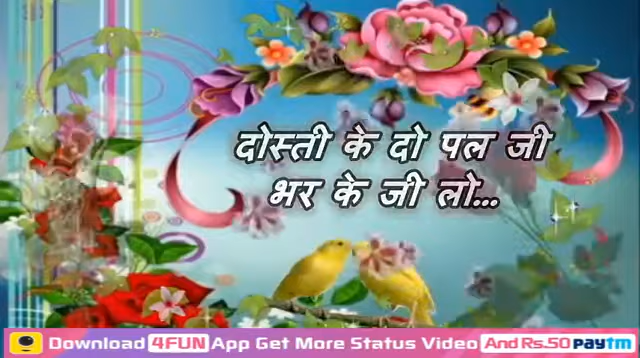 दोस्ती के दो पल जी
भर के जी लो...
Download 4FUN App Get More Status Video And Rs.50 Paytm